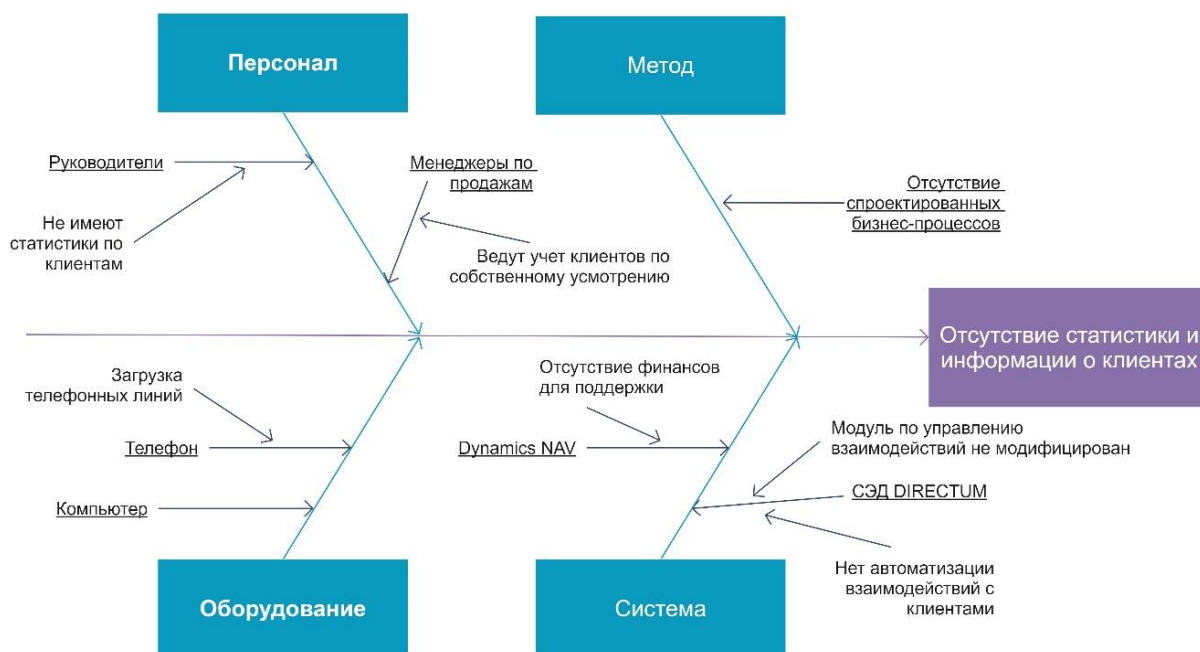 Персонал
Метод
Руководители
Менеджеры по
продажам
Отсутствие
спроектированных
бизнес-процессов
Не имеют
статистики по
клиентам
Ведут учет клиентов по
собственному усмотрению
Отсутствие статистики и
информации о клиентах
Загрузка
телефонных линий
Отсутствие финансов
для поддержки
Телефон
Dynamics NAV
Модуль по управлению
взаимодействий не модифицирован
Компьютер
СЭД DIRECTUM
Нет автоматизации
взаимодействий с
клиентами
Оборудование
Система